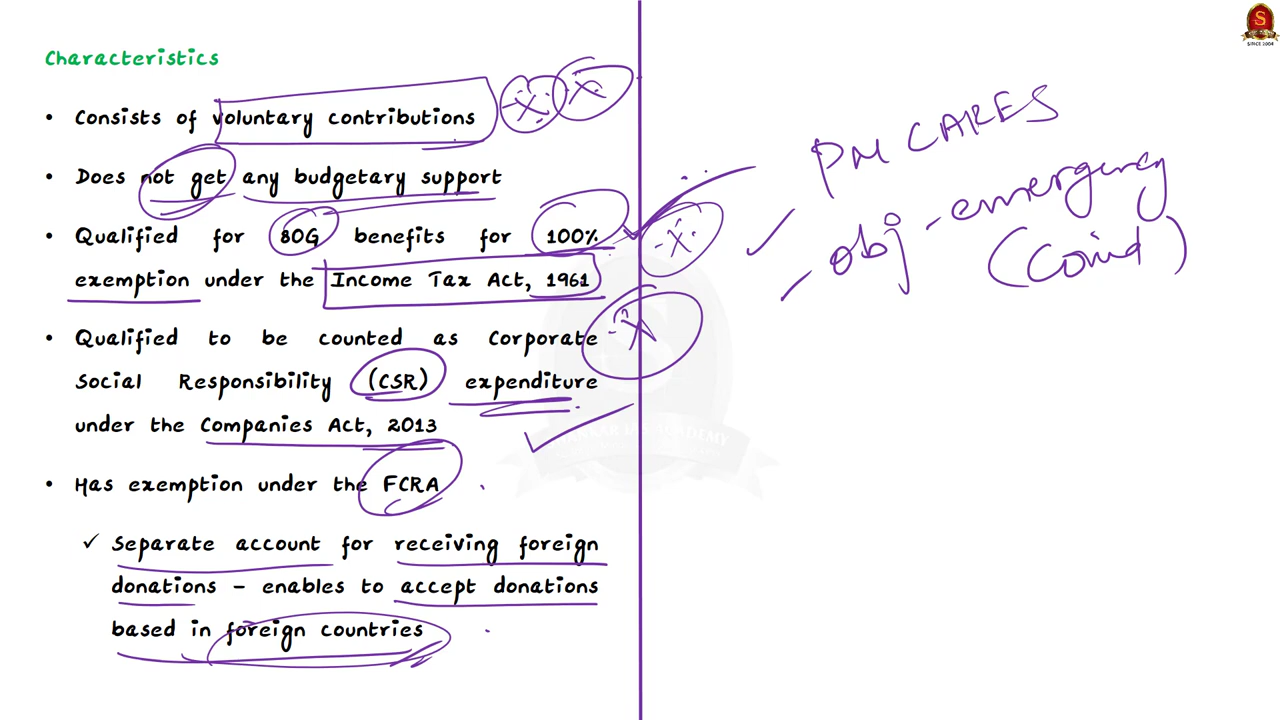 Characteristics
• Consists of voluntary contributions
• Does not get any budgetary support
• Qualified for 80G benefits for 100%
exemption under the Income Tax Act, 1961
• Qualified to be counted as Corporate
Social Responsibility (CSR) expenditure
under the Companies Act, 2013
• Has exemption under the FCRA
✓ Separate account for receiving foreign
donations – enables to accept donations
based in foreign countries
PM CARES
obj - emergency
(Covid)
S
SINCE 2004